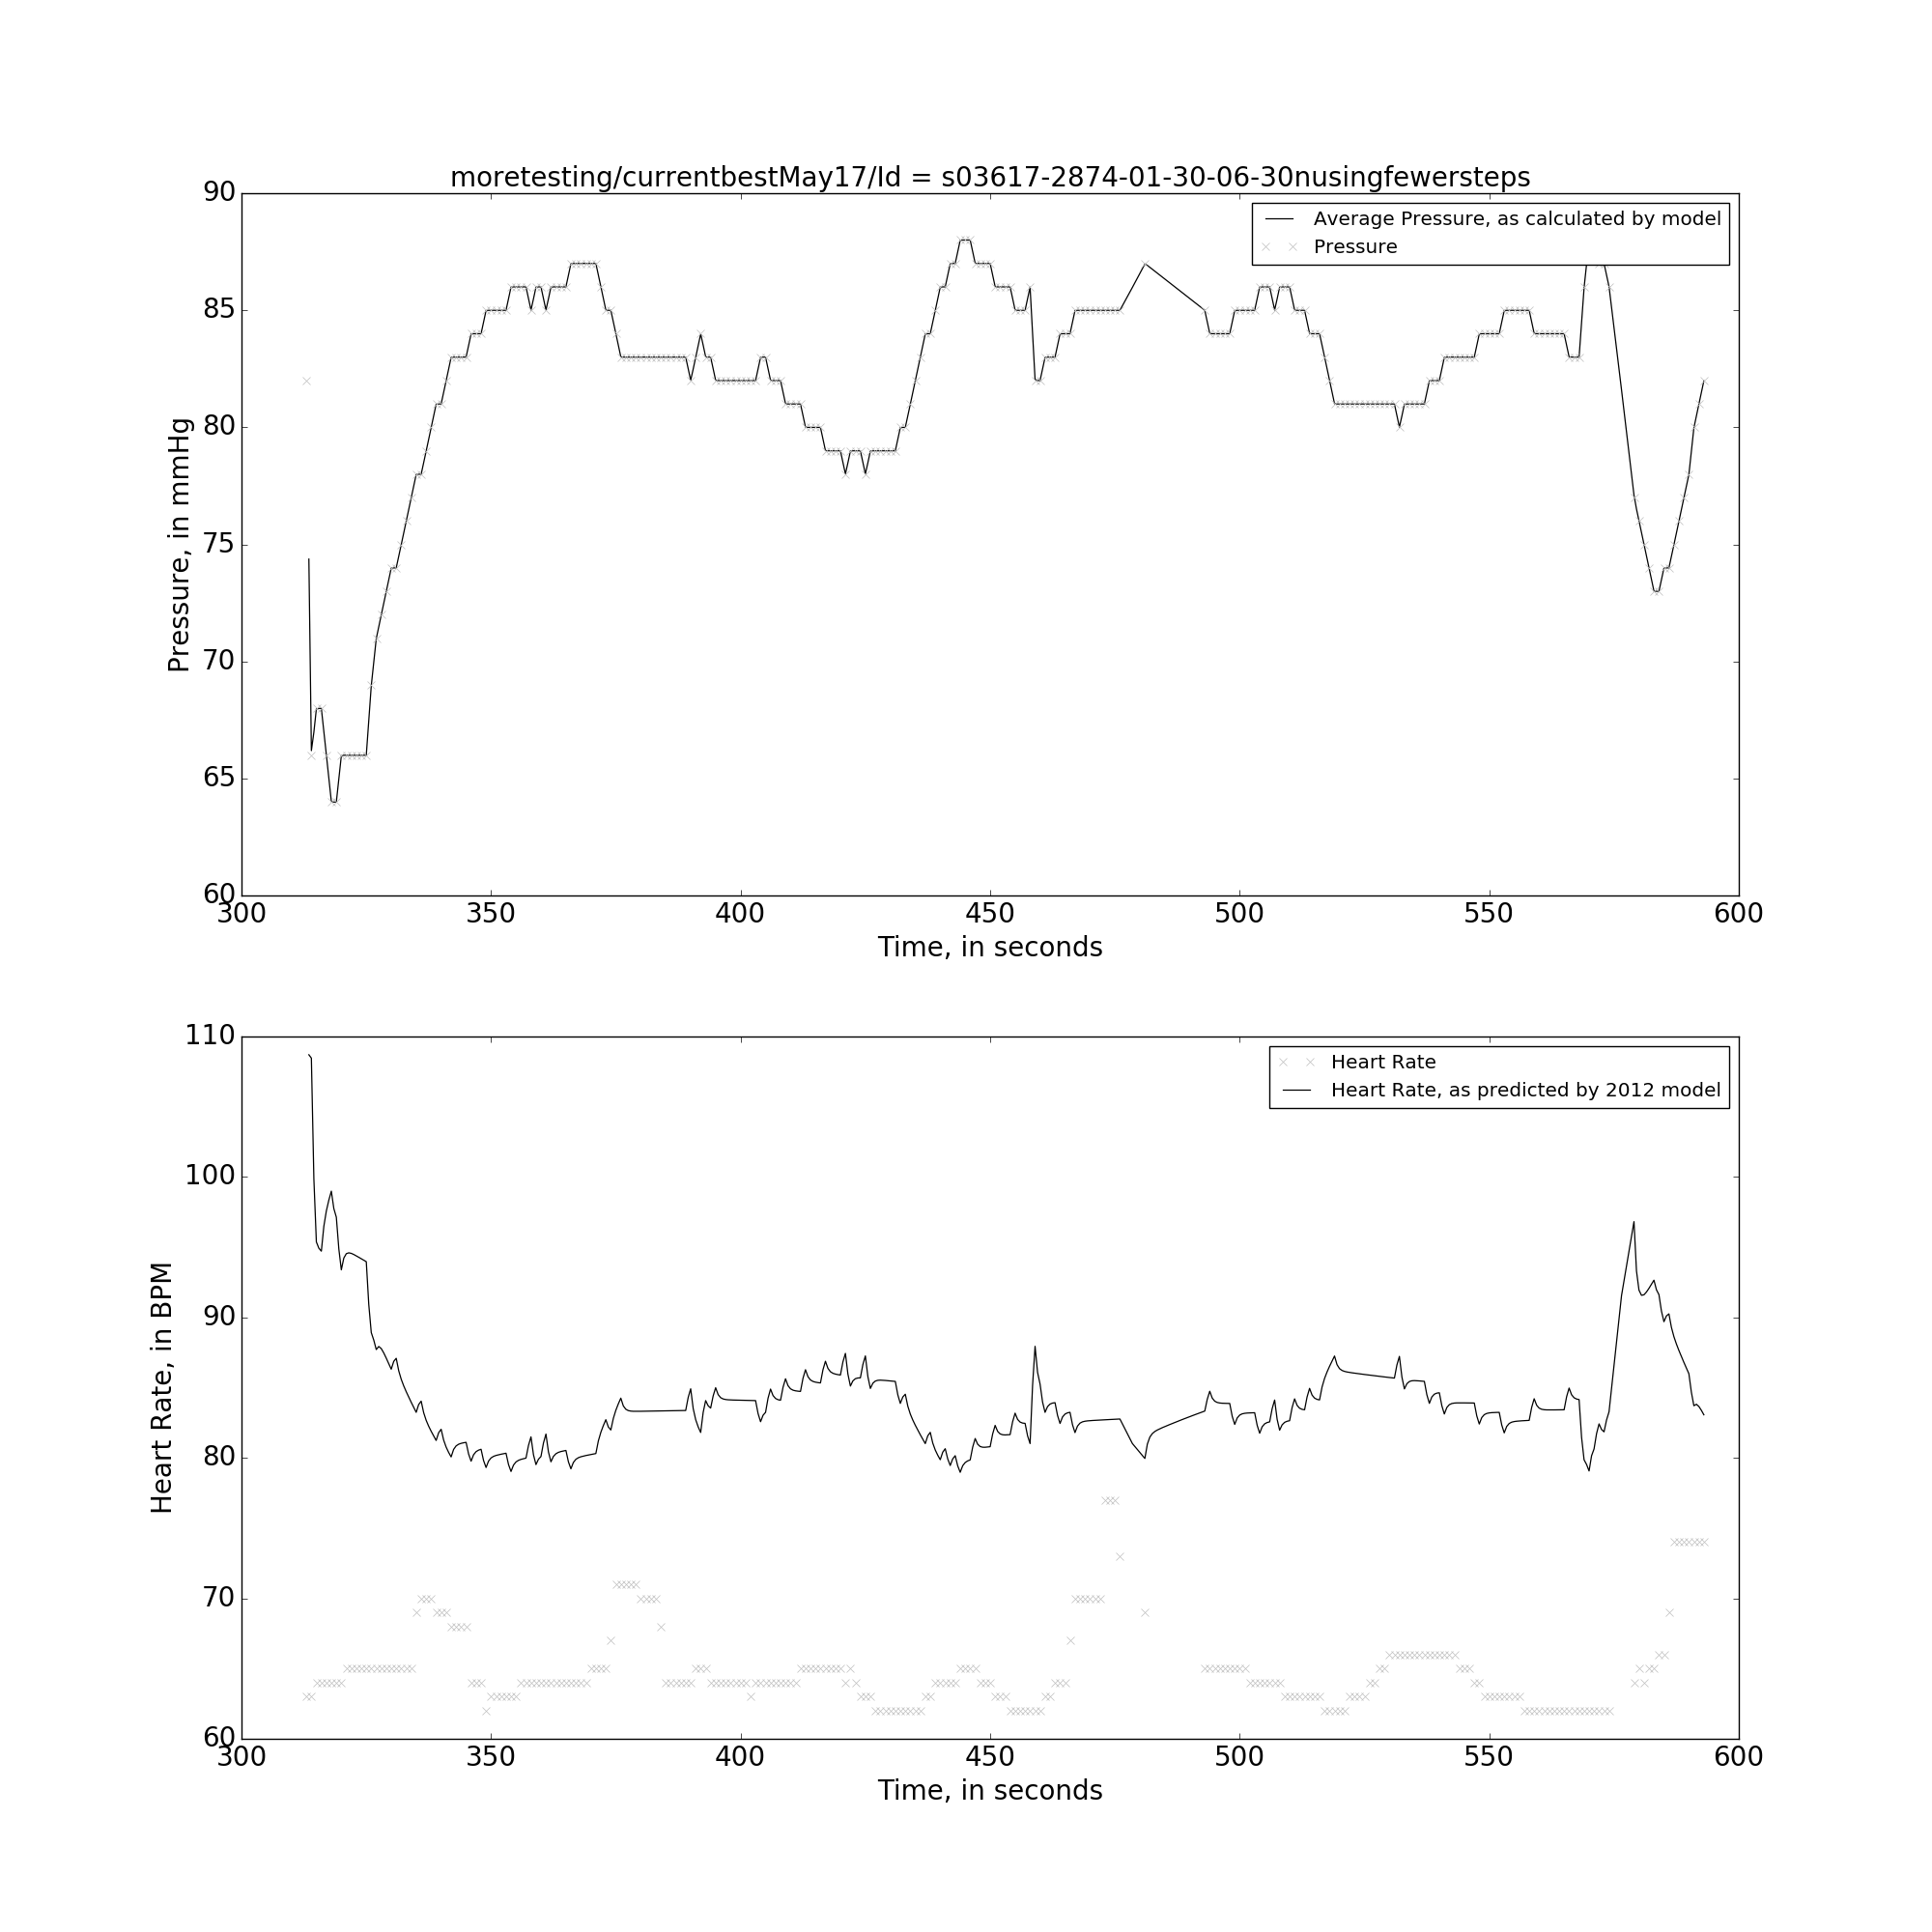 moretesting/currentbestMay17/Id = s03617-2874-01-30-06-30nusingfewersteps
Average Pressure, as calculated by model
Pressure
Pressure, in mmHg
90
85
80
75
70
65
60
300 350 400 450 500 550 600
Time, in seconds
Heart Rate
Heart Rate, as predicted by 2012 model
Heart Rate, in BPM
110
100
90
80
70
60
300 350 400 450 500 550 600
Time, in seconds